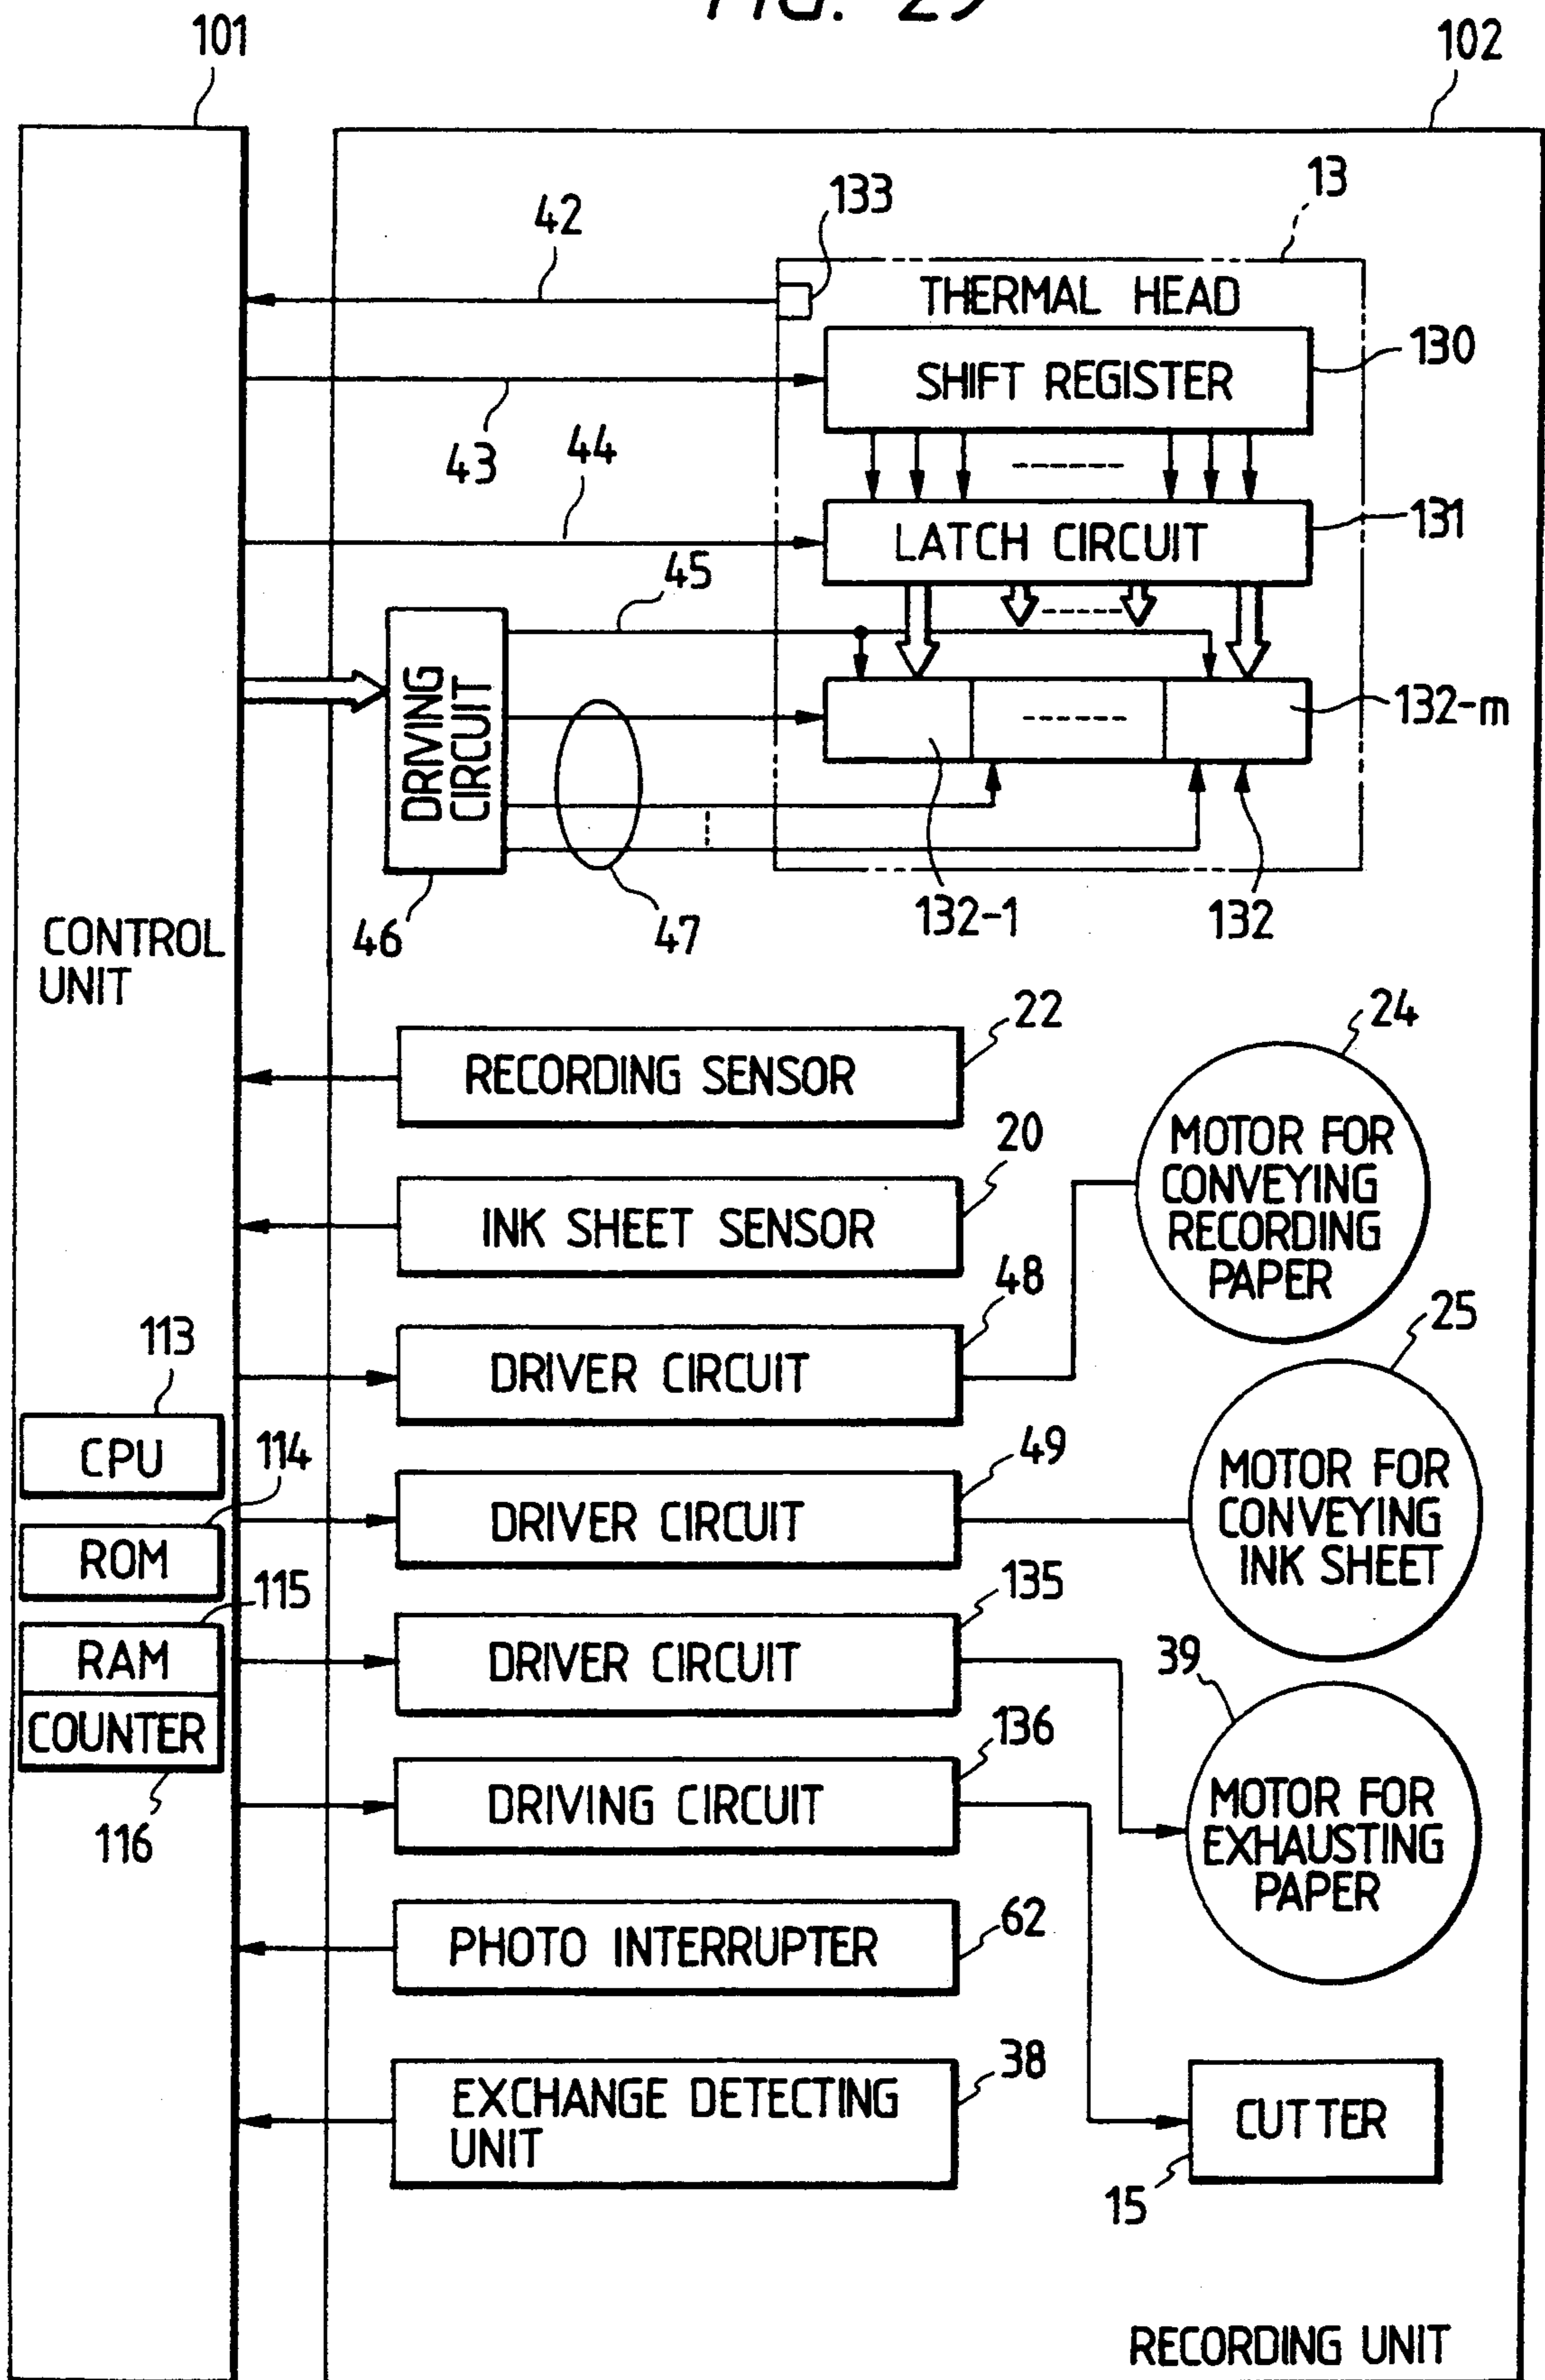 FIG. 29
101
102
13
133
42
THERMAL HEAD
130
SHIFT REGISTER
43
44
131
LATCH CIRCUIT
45
DRIVING
CIRCUIT
132-m
46
47
132-1
132
CONTROL
UNIT
22
24
RECORDING SENSOR
MOTOR FOR
CONVEYING
RECORDING
PAPER
20
INK SHEET SENSOR
48
25
113
DRIVER CIRCUIT
CPU
114
49
MOTOR FOR
CONVEYING
INK SHEET
DRIVER CIRCUIT
ROM
115
135
RAM
DRIVER CIRCUIT
39
COUNTER
136
116
DRIVING CIRCUIT
MOTOR FOR
EXHAUSTING
PAPER
62
PHOTO INTERRUPTER
38
EXCHANGE DETECTING
UNIT
CUTTER
15
RECORDING UNIT